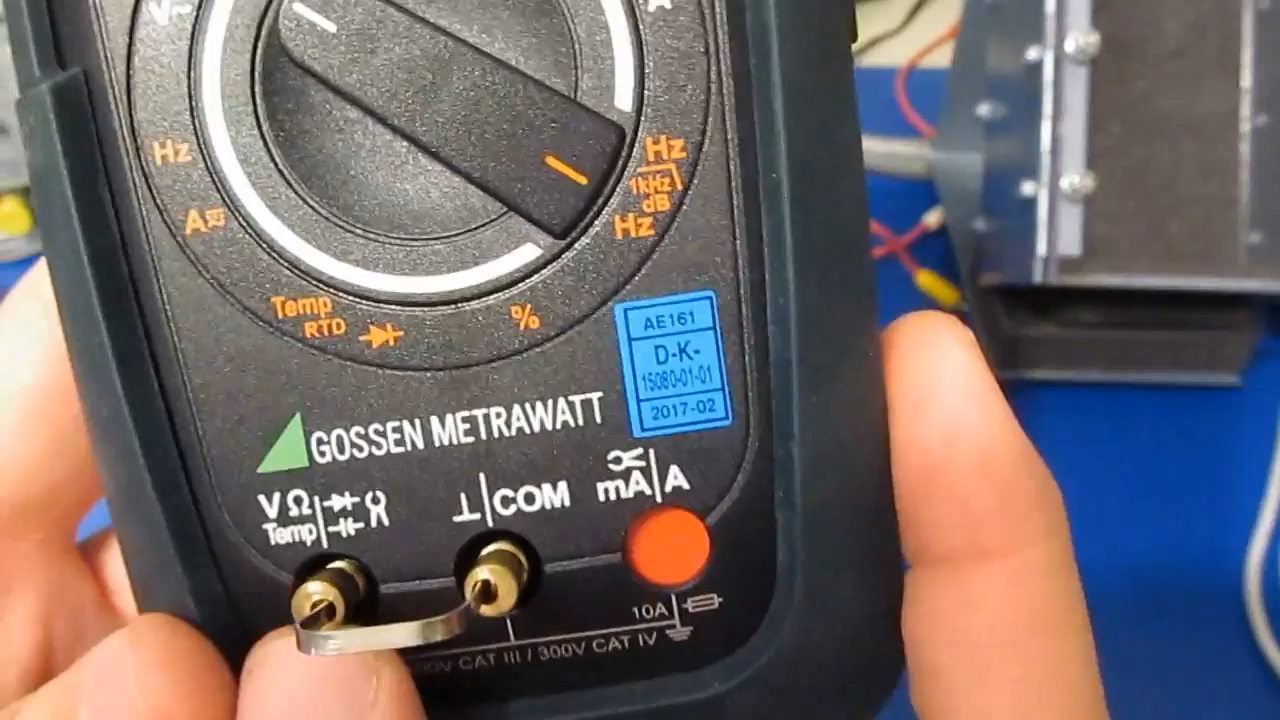 V~
A
Hz
Hz
1kHz
dB
A
Hz
Temp
RTD
%
AE161
D-K-
15080-01-01
2017-02
GOSSEN METRAWATT
VΩ
Temp
⊥|COM
mA|A
10A
00V CAT III / 300V CAT IV